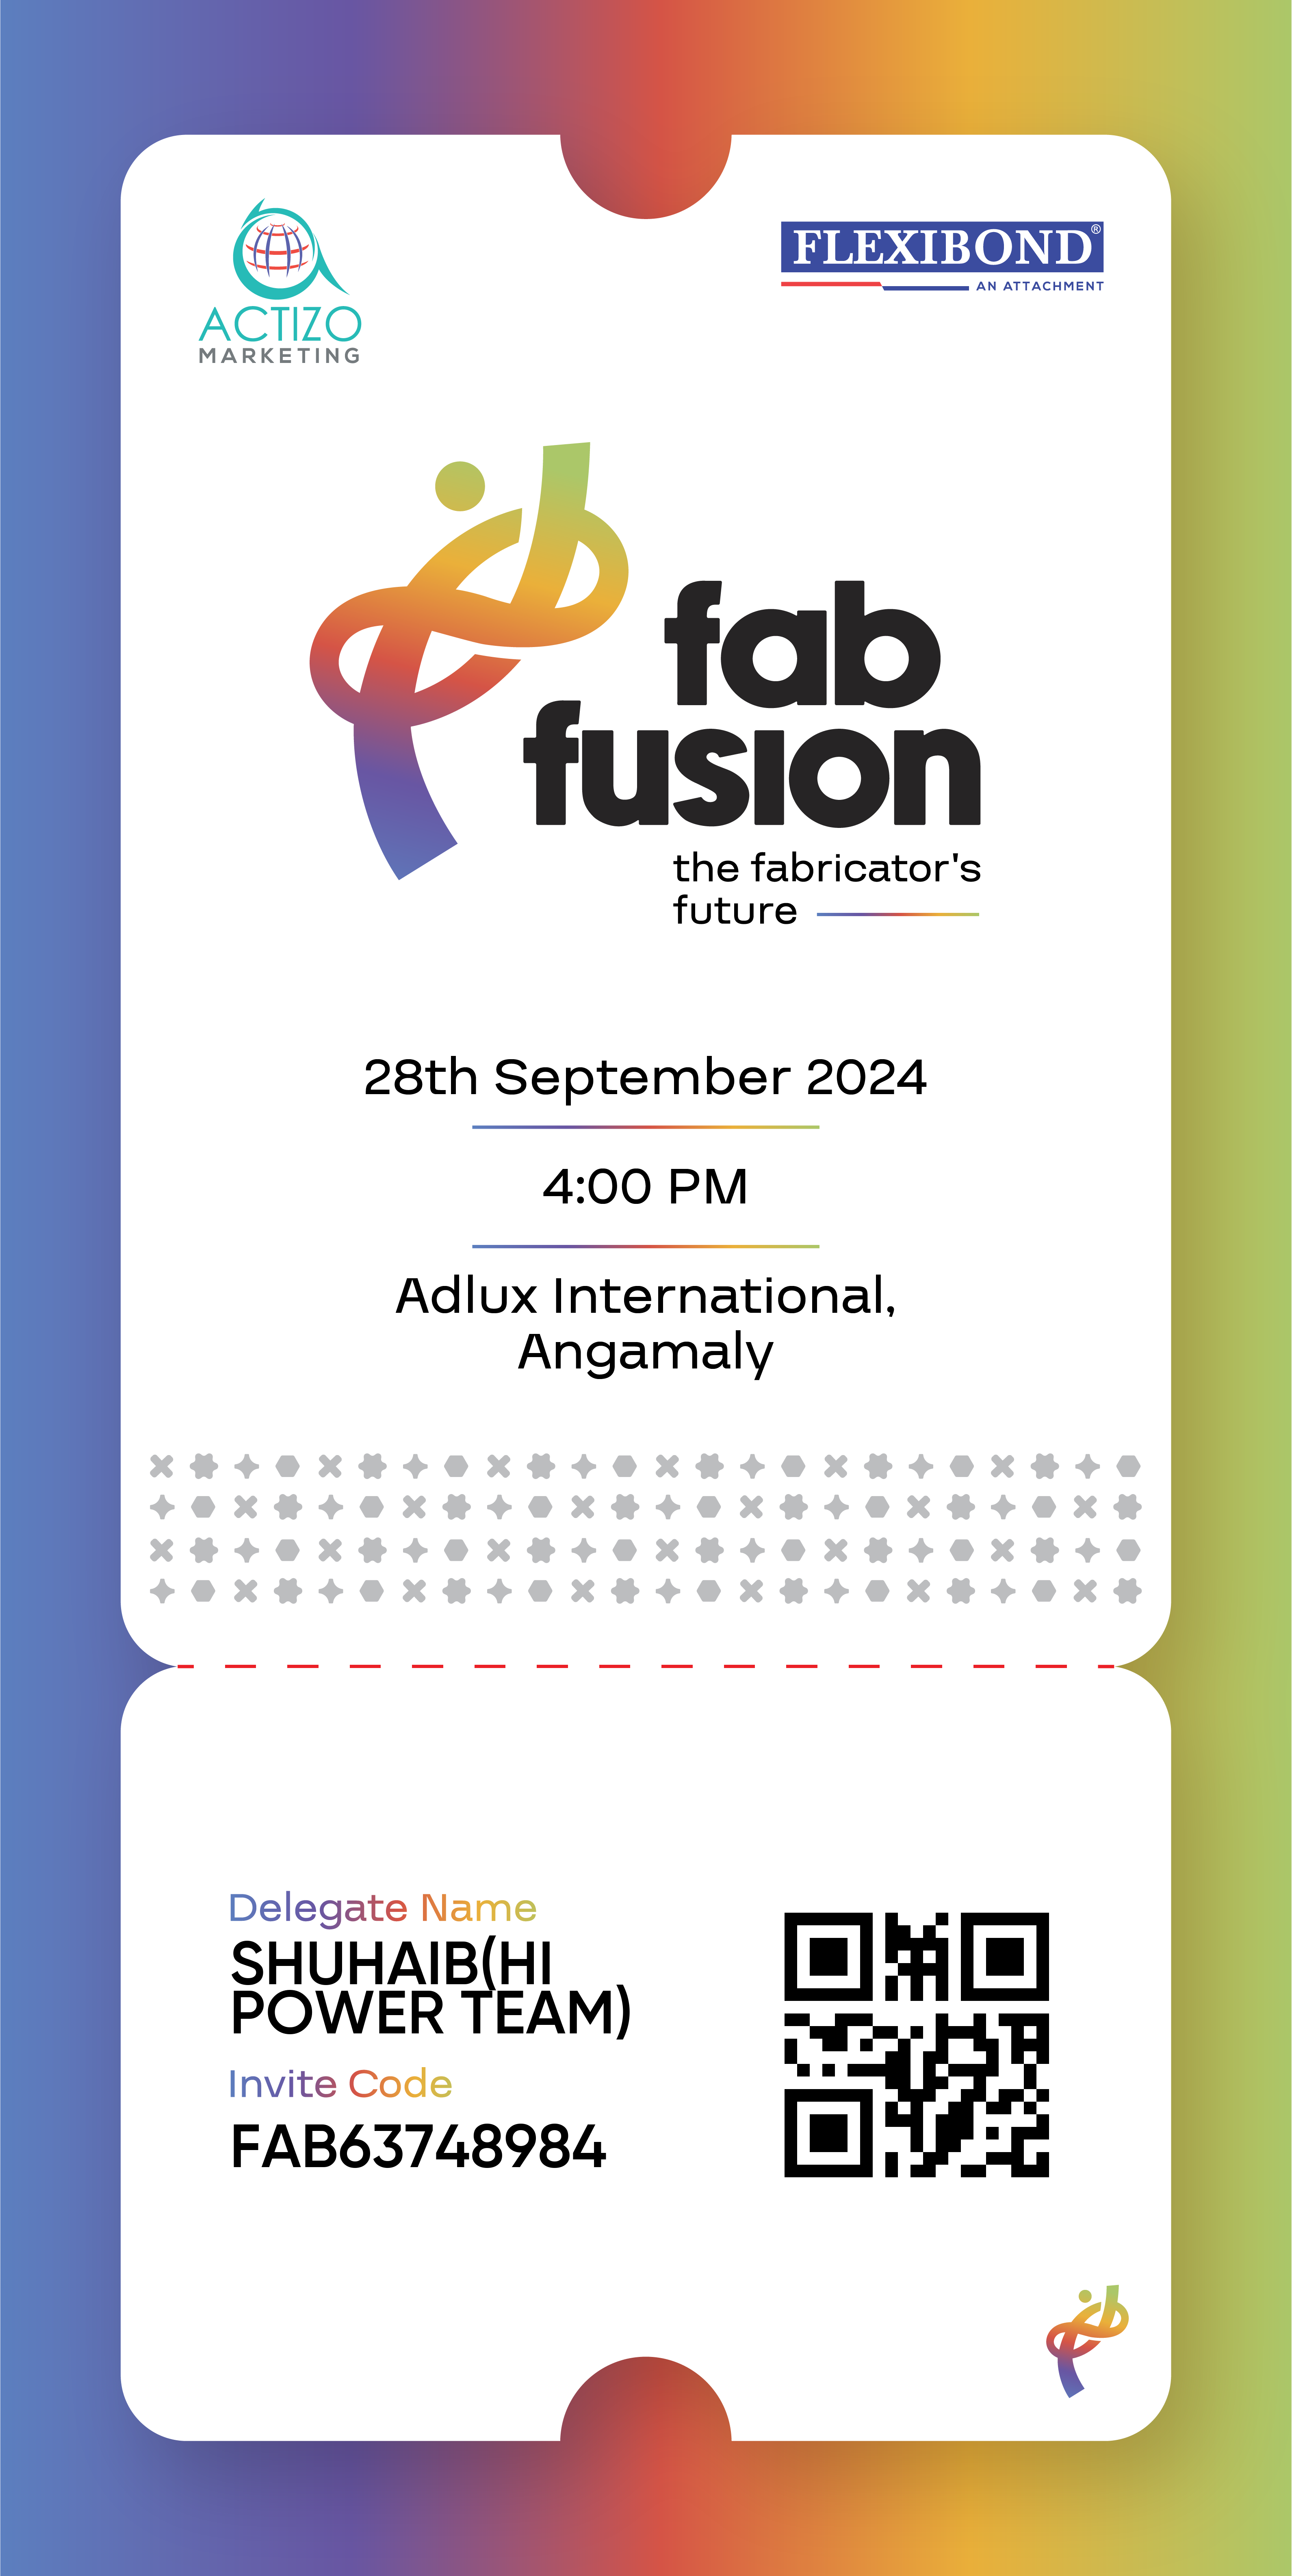 ACTIZO
MARKETING
FLEXIBOND®
AN ATTACHMENT
fab
fusion
the fabricator's
future
28th September 2024
4:00 PM
Adlux International,
Angamaly
Delegate Name
SHUHAIB(HI
POWER TEAM)
Invite Code
FAB63748984